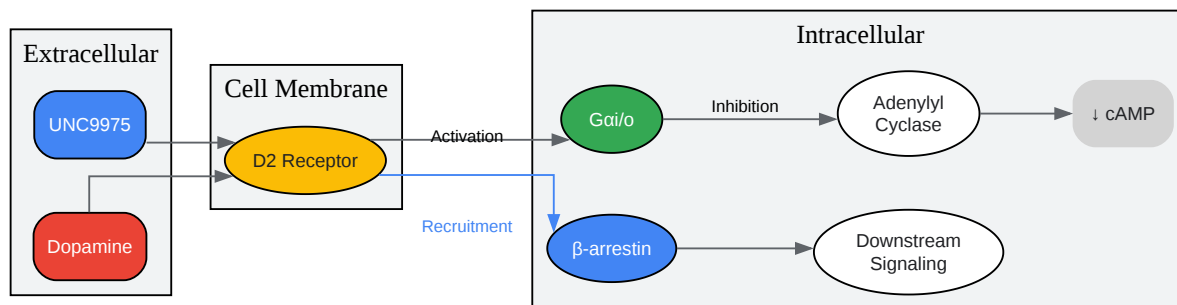 Extracellular
UNC9975
Dopamine
Cell Membrane
D2 Receptor
Activation
Recruitment
Intracellular
Gαi/o
Inhibition
Adenylyl
Cyclase
↓ cAMP
β-arrestin
Downstream
Signaling